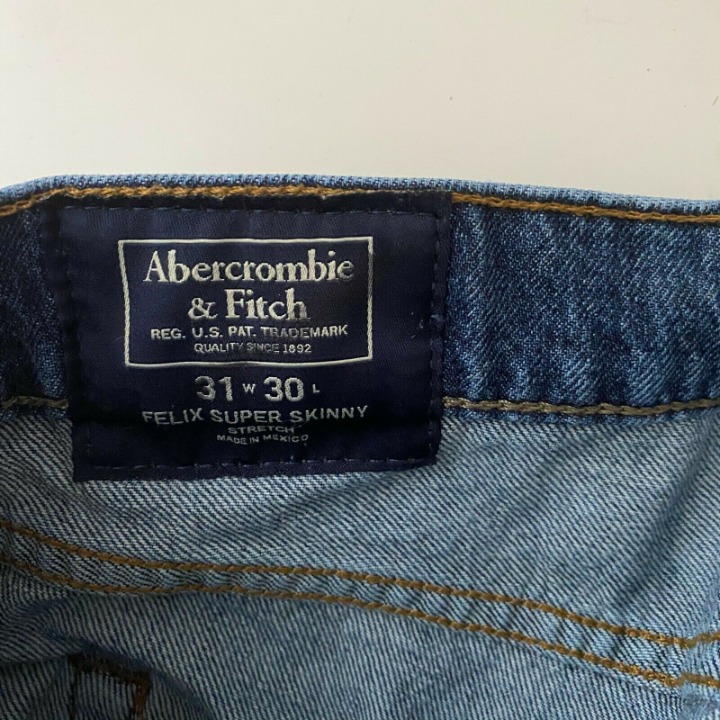 Abercrombie
& Fitch
REG. U.S. PAT. TRADEMARK
QUALITY SINCE 1892
31 W 30 L
FELIX SUPER SKINNY
STRETCH
MADE IN MEXICO